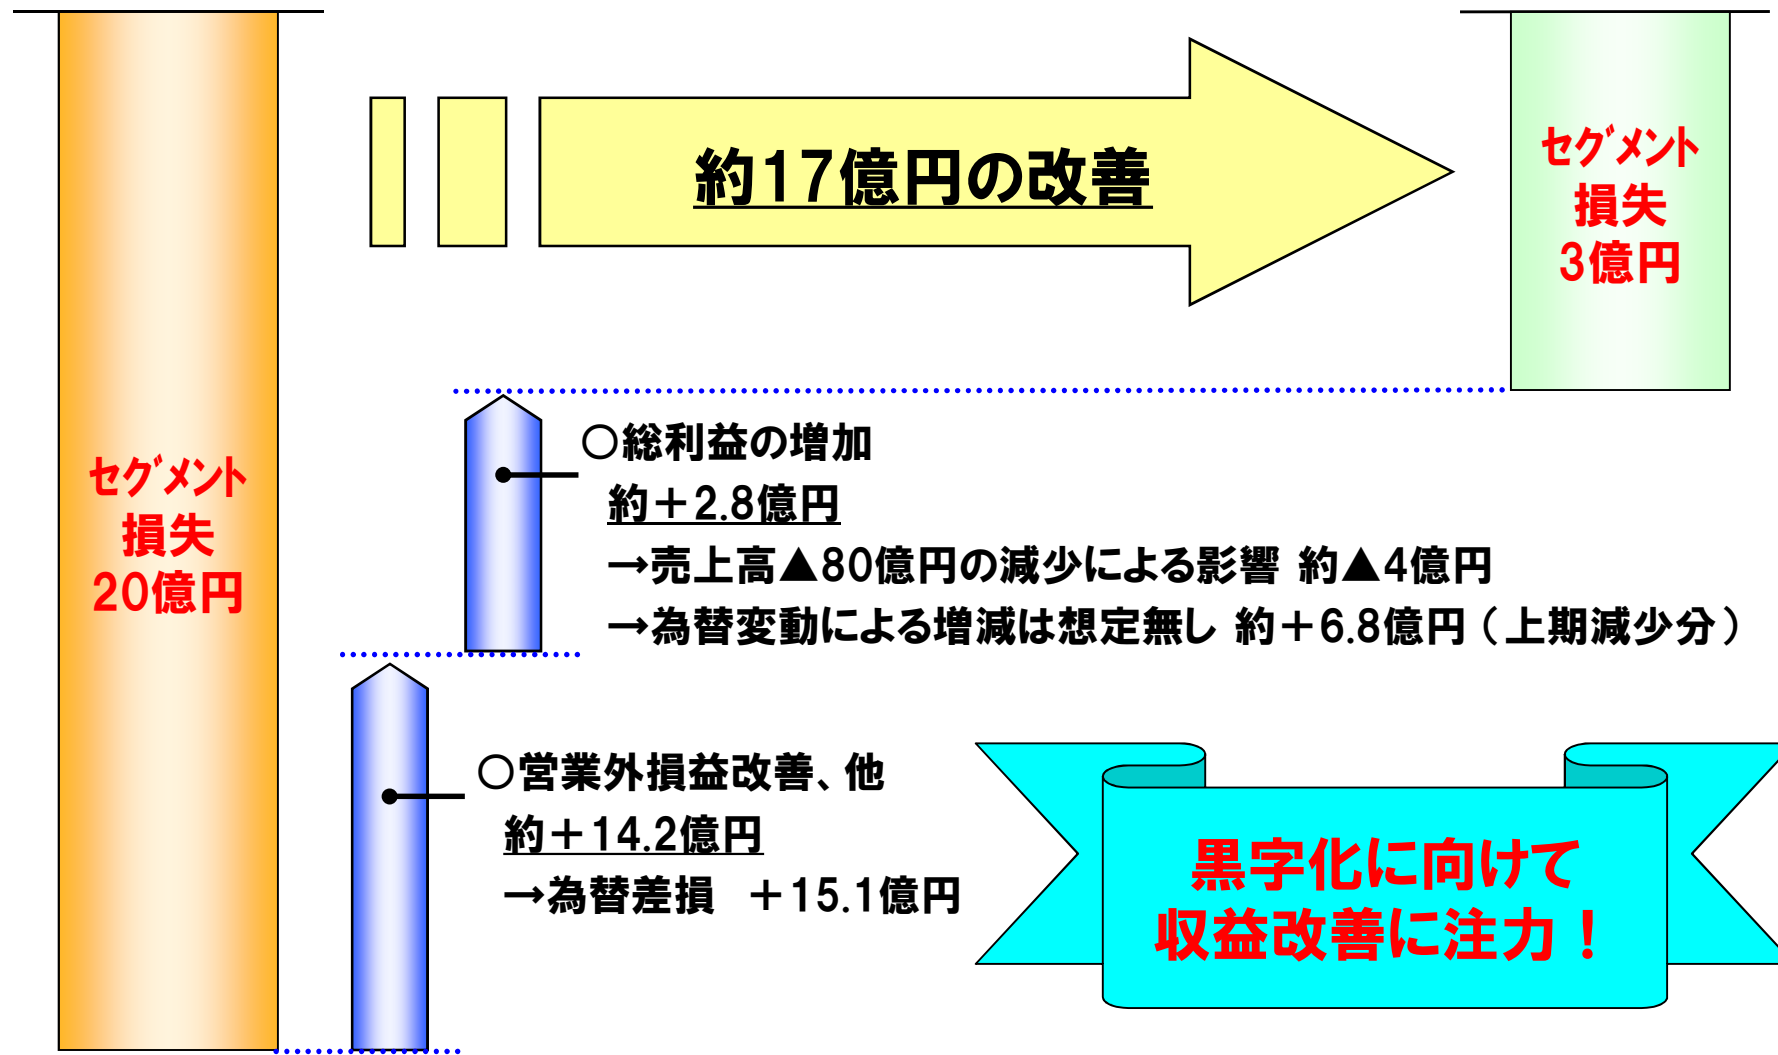 約17億円の改善
セグメント
損失
3億円
セグメント
損失
20億円
○総利益の増加
約＋2.8億円
→売上高▲80億円の減少による影響 約▲4億円
→為替変動による増減は想定無し 約＋6.8億円（上期減少分）
○営業外損益改善、他
約＋14.2億円
→為替差損　＋15.1億円
黒字化に向けて
収益改善に注力！